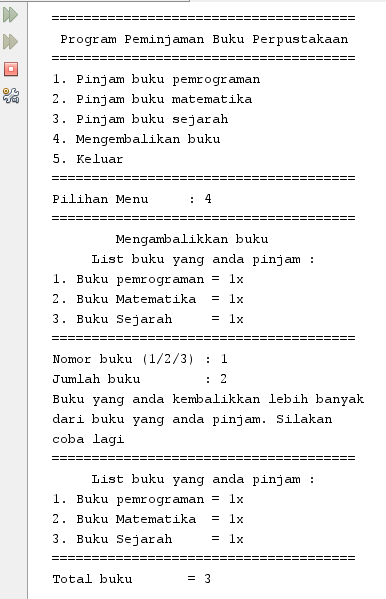 ======================================
Program Peminjaman Buku Perpustakaan
======================================
1. Pinjam buku pemrograman
2. Pinjam buku matematika
3. Pinjam buku sejarah
4. Mengembalikan buku
5. Keluar
======================================
Pilihan Menu     : 4
======================================
Mengambalikkan buku
List buku yang anda pinjam :
1. Buku pemrograman = 1x
2. Buku Matematika  = 1x
3. Buku Sejarah     = 1x
======================================
Nomor buku (1/2/3) : 1
Jumlah buku        : 2
Buku yang anda kembalikkan lebih banyak
dari buku yang anda pinjam. Silakan
coba lagi
======================================
List buku yang anda pinjam :
1. Buku pemrograman = 1x
2. Buku Matematika  = 1x
3. Buku Sejarah     = 1x
======================================
Total buku       = 3